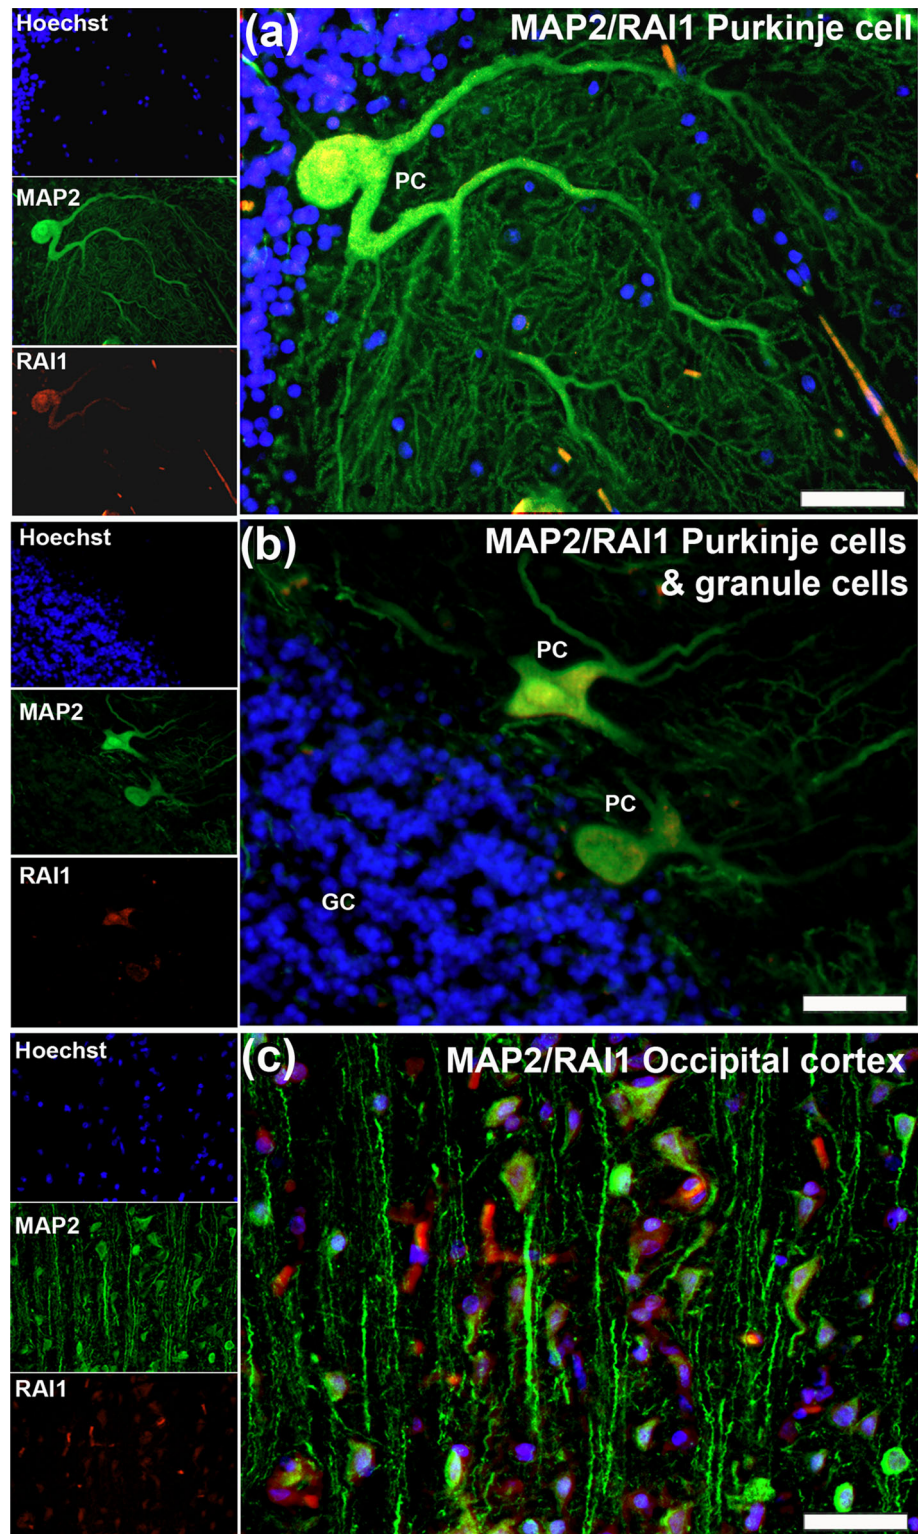 Hoechst
MAP2
RAI1
(a)
MAP2/RAI1 Purkinje cell
PC
Hoechst
MAP2
RAI1
(b)
MAP2/RAI1 Purkinje cells
& granule cells
PC
PC
GC
Hoechst
MAP2
RAI1
(c)
MAP2/RAI1 Occipital cortex